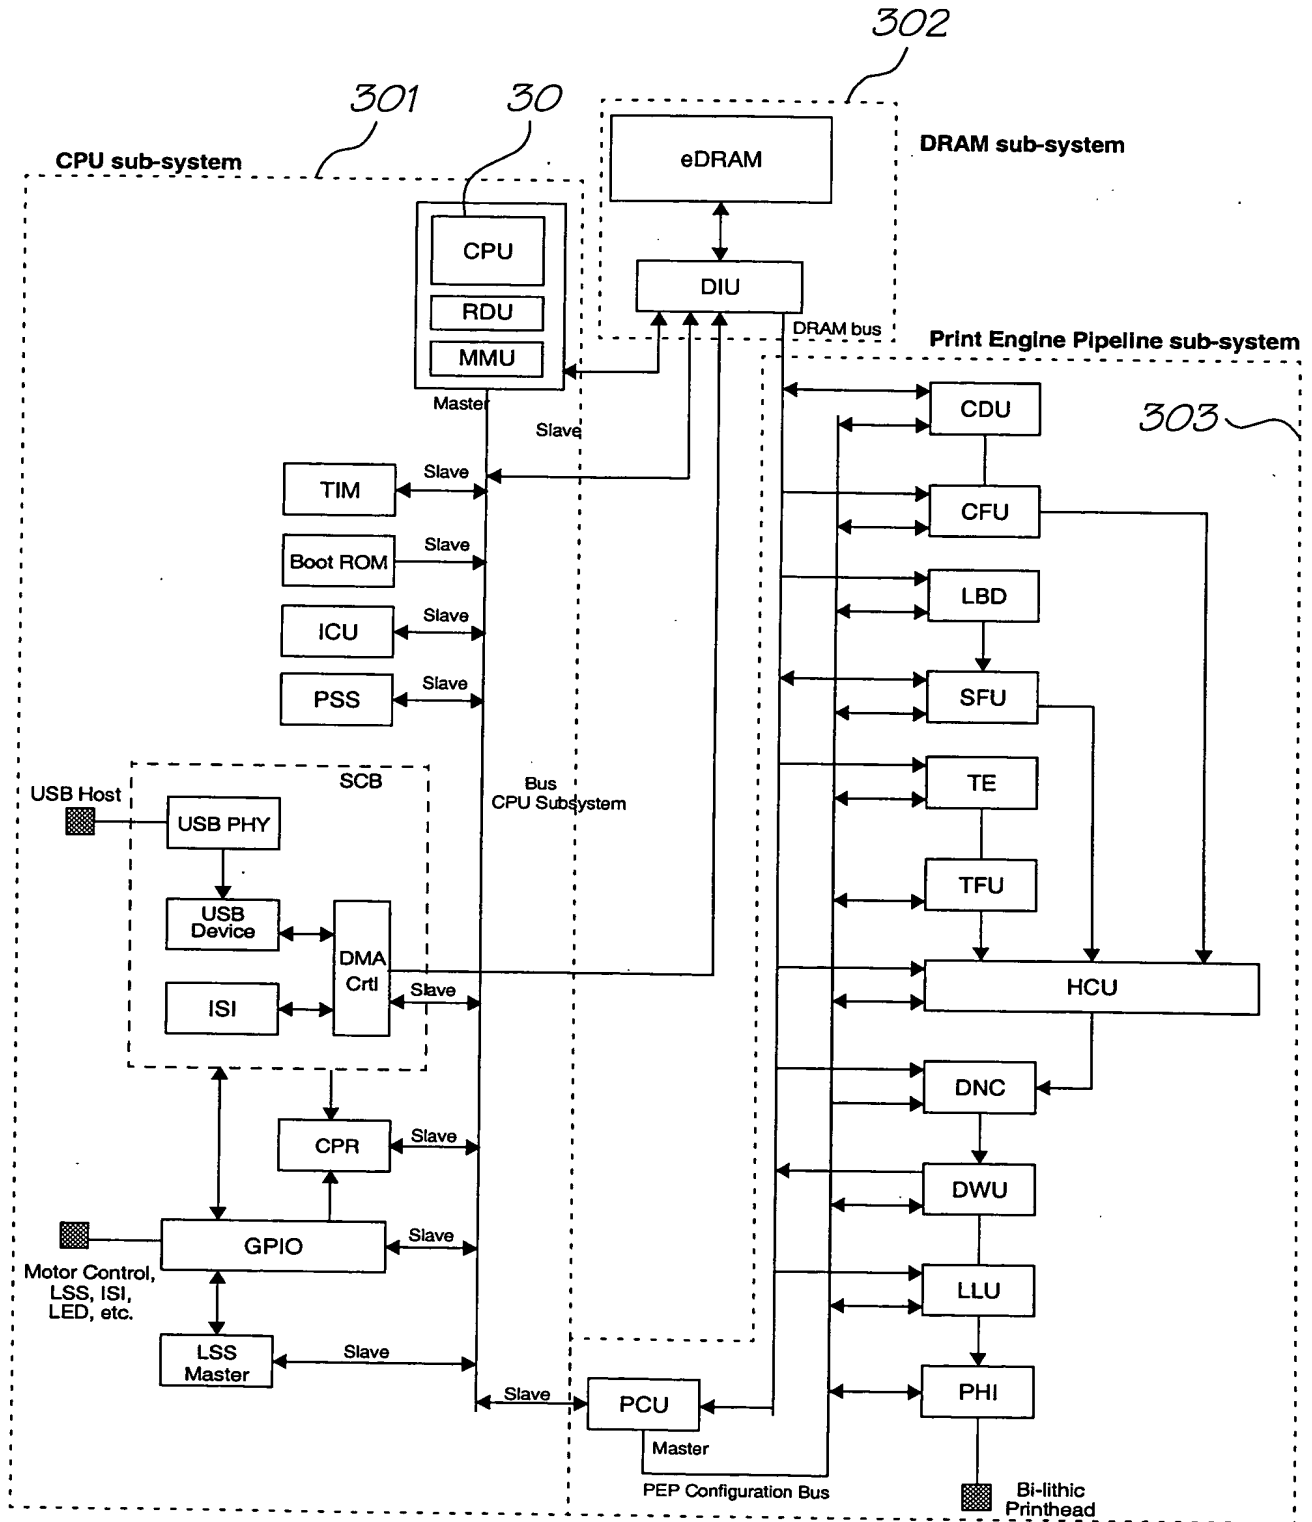 302
301
30
CPU sub-system
DRAM sub-system
eDRAM
CPU
RDU
MMU
DIU
DRAM bus
Print Engine Pipeline sub-system
Master
Slave
303
CDU
TIM
Slave
CFU
Boot ROM
Slave
LBD
ICU
Slave
PSS
Slave
SFU
SCB
Bus
CPU Subsystem
USB Host
USB PHY
TE
USB
Device
TFU
DMA
Crtl
Slave
ISI
HCU
DNC
CPR
Slave
DWU
GPIO
Slave
Motor Control,
LSS, ISI,
LED, etc.
LLU
LSS
Master
Slave
Slave
PCU
PHI
Master
PEP Configuration Bus
Bi-lithic
Printhead